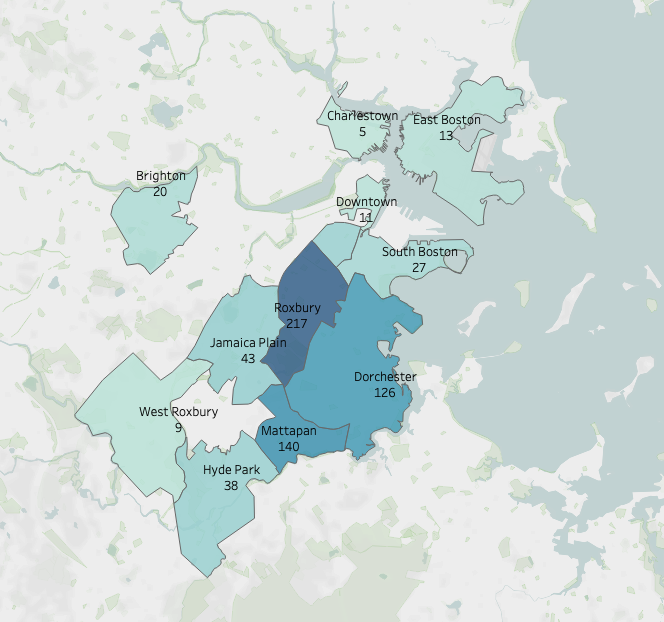 Charlestown
5
East Boston
13
Brighton
20
Downtown
11
South Boston
27
Roxbury
217
Jamaica Plain
43
Dorchester
126
West Roxbury
9
Mattapan
140
Hyde Park
38